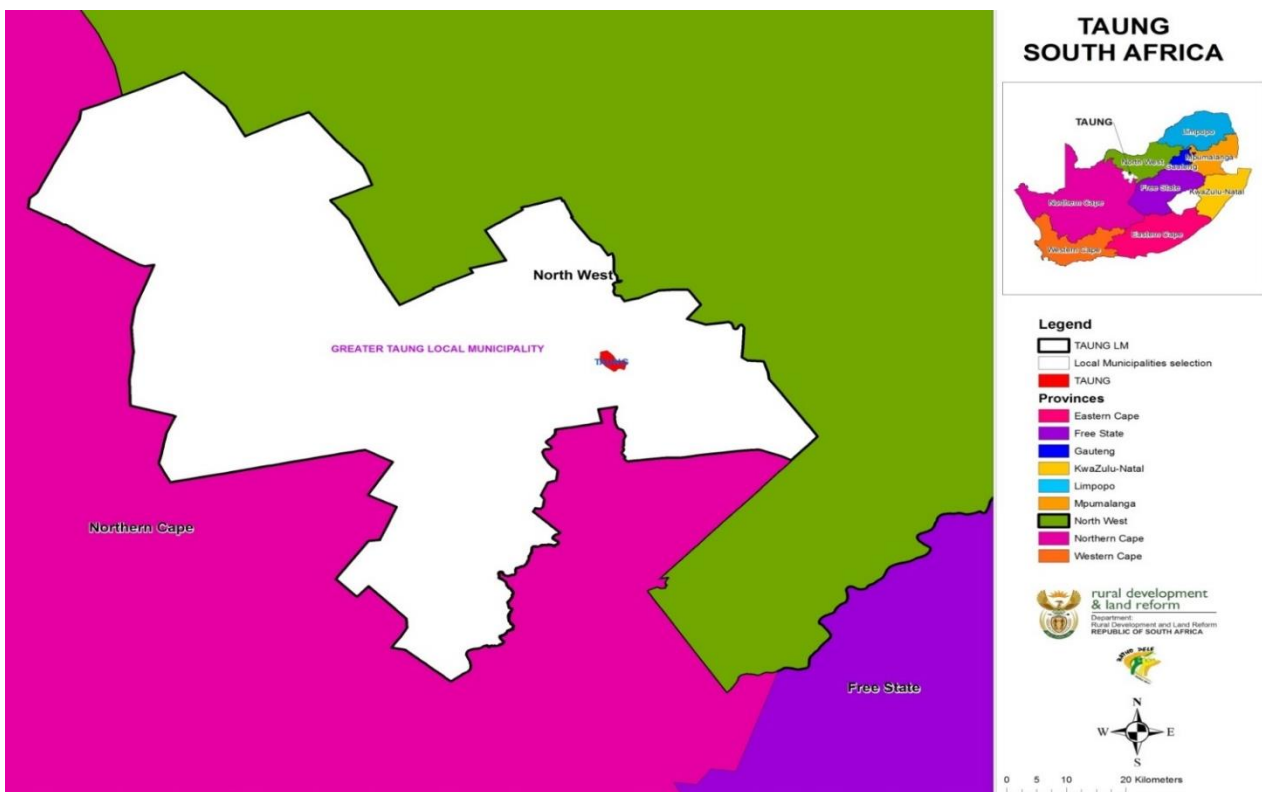 TAUNG
SOUTH AFRICA
TAUNG
Limpopo
North West
Gauteng
Mpumalanga
Free State
KwaZulu-Natal
Northern Cape
Eastern Cape
Western Cape
North West
GREATER TAUNG LOCAL MUNICIPALITY
TAUNG
Northern Cape
Free State
Legend
TAUNG LM
Local Municipalities selection
TAUNG
Provinces
Eastern Cape
Free State
Gauteng
KwaZulu-Natal
Limpopo
Mpumalanga
North West
Northern Cape
Western Cape
rural development
& land reform
Department:
Rural Development and Land Reform
REPUBLIC OF SOUTH AFRICA
BATHO PELE
N
W E
S
0 5 10 20 Kilometers